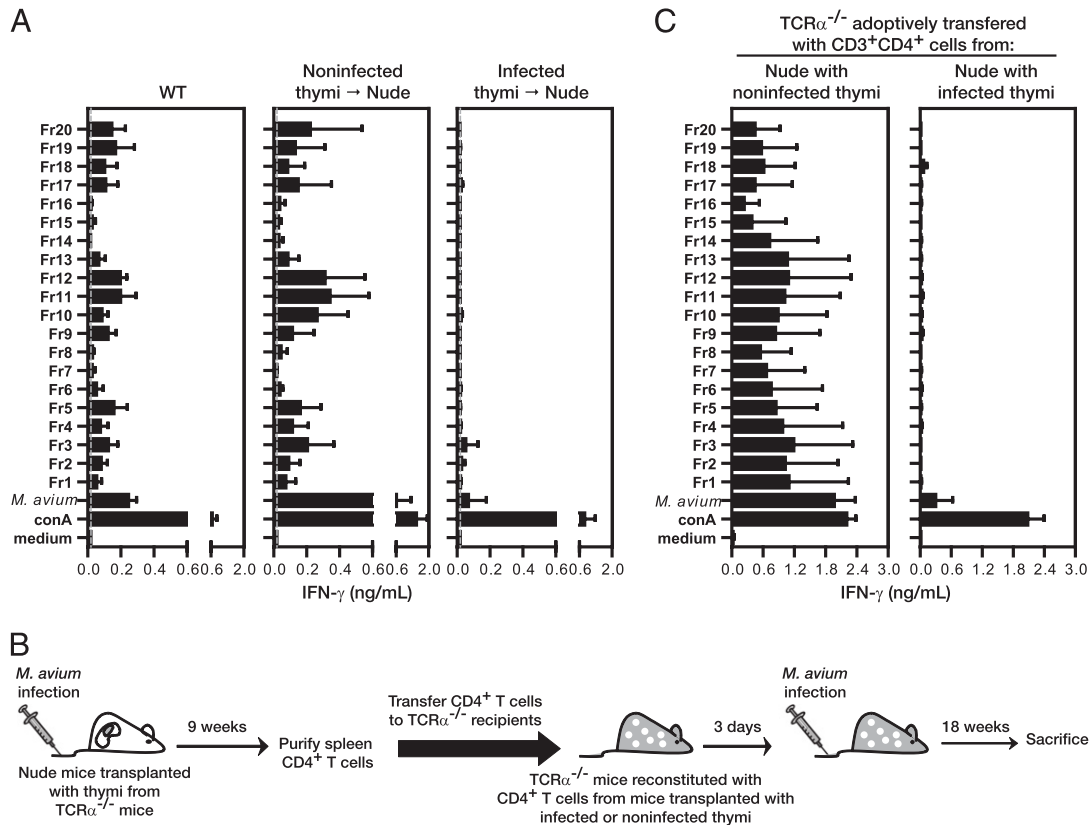 A
WT
Noninfected
thymi → Nude
Infected
thymi → Nude
Fr20
Fr19
Fr18
Fr17
Fr16
Fr15
Fr14
Fr13
Fr12
Fr11
Fr10
Fr9
Fr8
Fr7
Fr6
Fr5
Fr4
Fr3
Fr2
Fr1
M. avium
conA
medium
0.0 0.2 0.4 0.6 0.6 2.0
0.0 0.2 0.4 0.6 0.6 2.0
0.0 0.2 0.4 0.6 0.6 2.0
IFN-γ (ng/mL)
C
TCRα⁻/⁻ adoptively transfered
with CD3⁺CD4⁺ cells from:
Nude with
noninfected thymi
Nude with
infected thymi
Fr20
Fr19
Fr18
Fr17
Fr16
Fr15
Fr14
Fr13
Fr12
Fr11
Fr10
Fr9
Fr8
Fr7
Fr6
Fr5
Fr4
Fr3
Fr2
Fr1
M. avium
conA
medium
0.0 0.6 1.2 1.8 2.4 3.0
0.0 0.6 1.2 1.8 2.4 3.0
IFN-γ (ng/mL)
B
M. avium
infection
Nude mice transplanted
with thymi from
TCRα⁻/⁻ mice
9 weeks
Purify spleen
CD4⁺ T cells
Transfer CD4⁺ T cells
to TCRα⁻/⁻ recipients
TCRα⁻/⁻ mice reconstituted with
CD4⁺ T cells from mice transplanted with
infected or noninfected thymi
3 days
M. avium
infection
18 weeks
Sacrifice